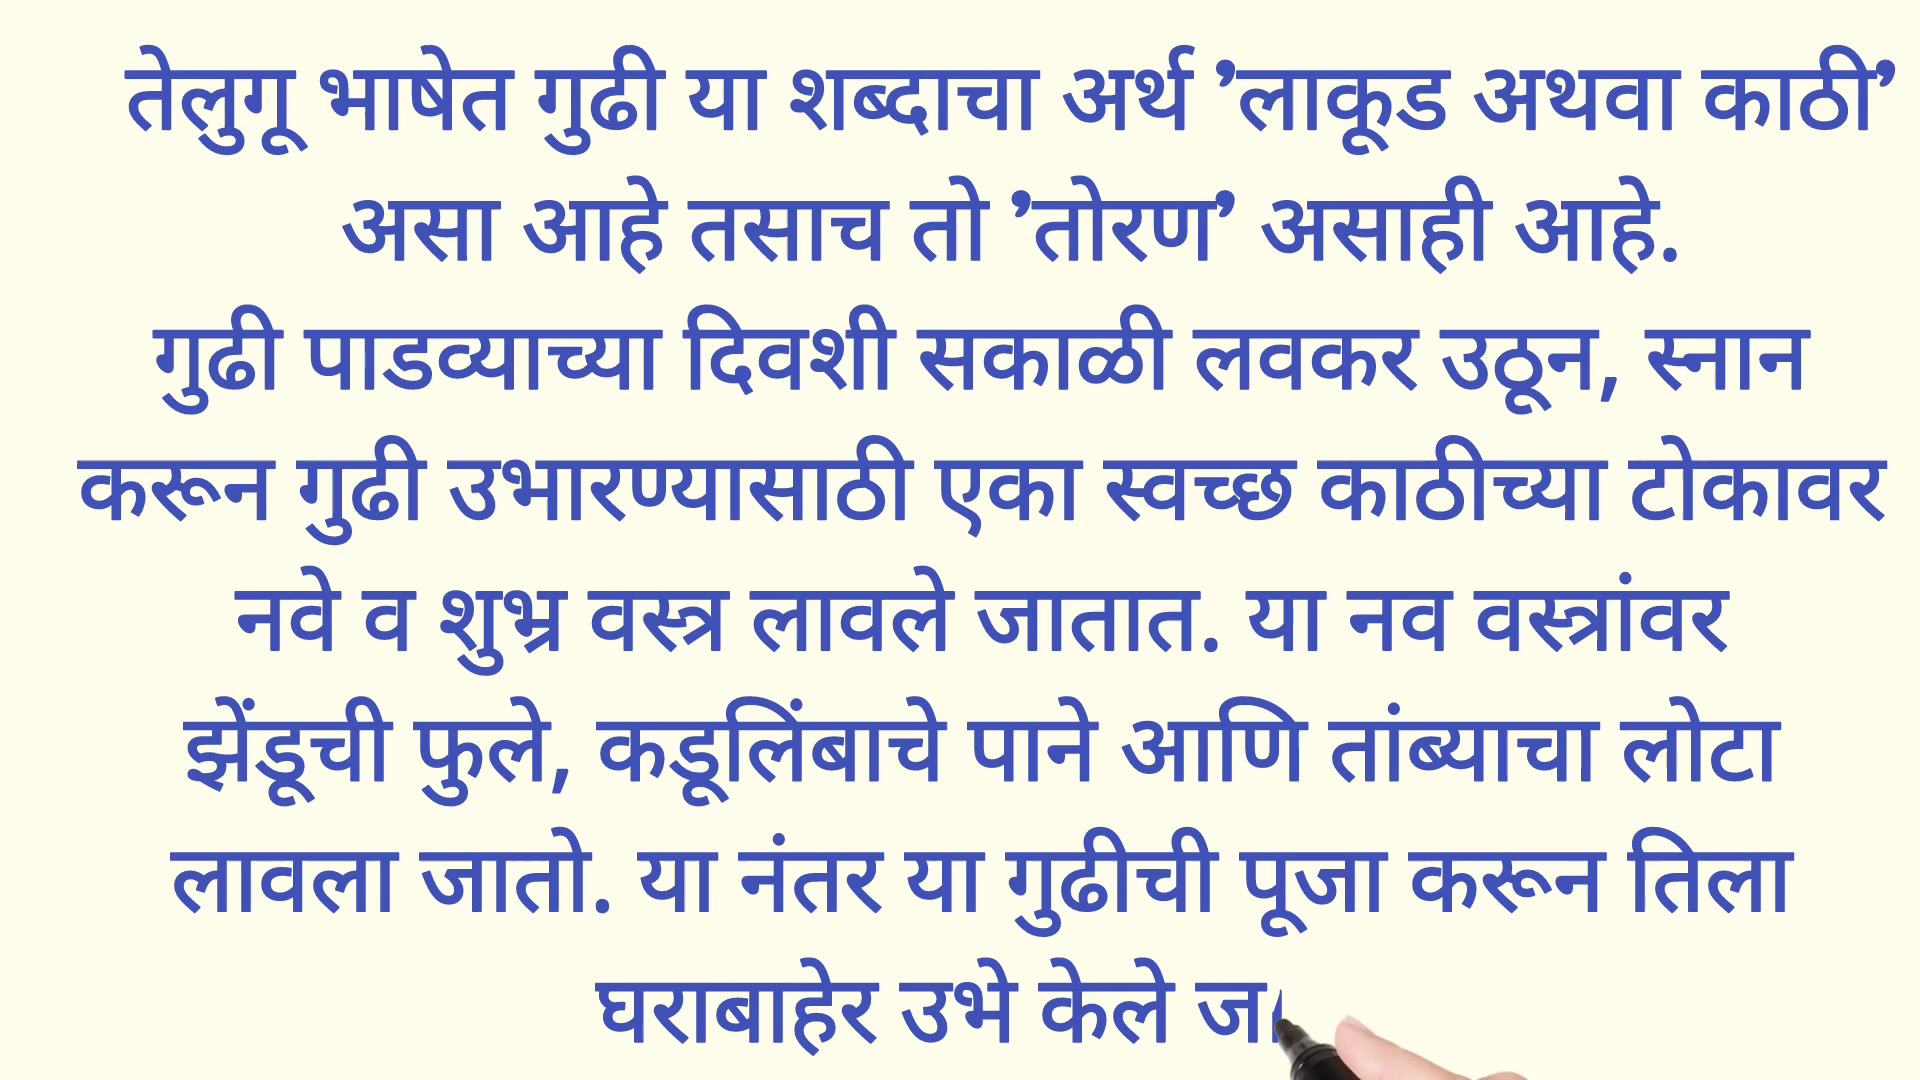 तेलुगू भाषेत गुढी या शब्दाचा अर्थ ’लाकूड अथवा काठी’
असा आहे तसाच तो ’तोरण’ असाही आहे.
गुढी पाडव्याच्या दिवशी सकाळी लवकर उठून, स्नान
करून गुढी उभारण्यासाठी एका स्वच्छ काठीच्या टोकावर
नवे व शुभ्र वस्त्र लावले जातात. या नव वस्त्रांवर
झेंडूची फुले, कडूलिंबाचे पाने आणि तांब्याचा लोटा
लावला जातो. या नंतर या गुढीची पूजा करून तिला
घराबाहेर उभे केले